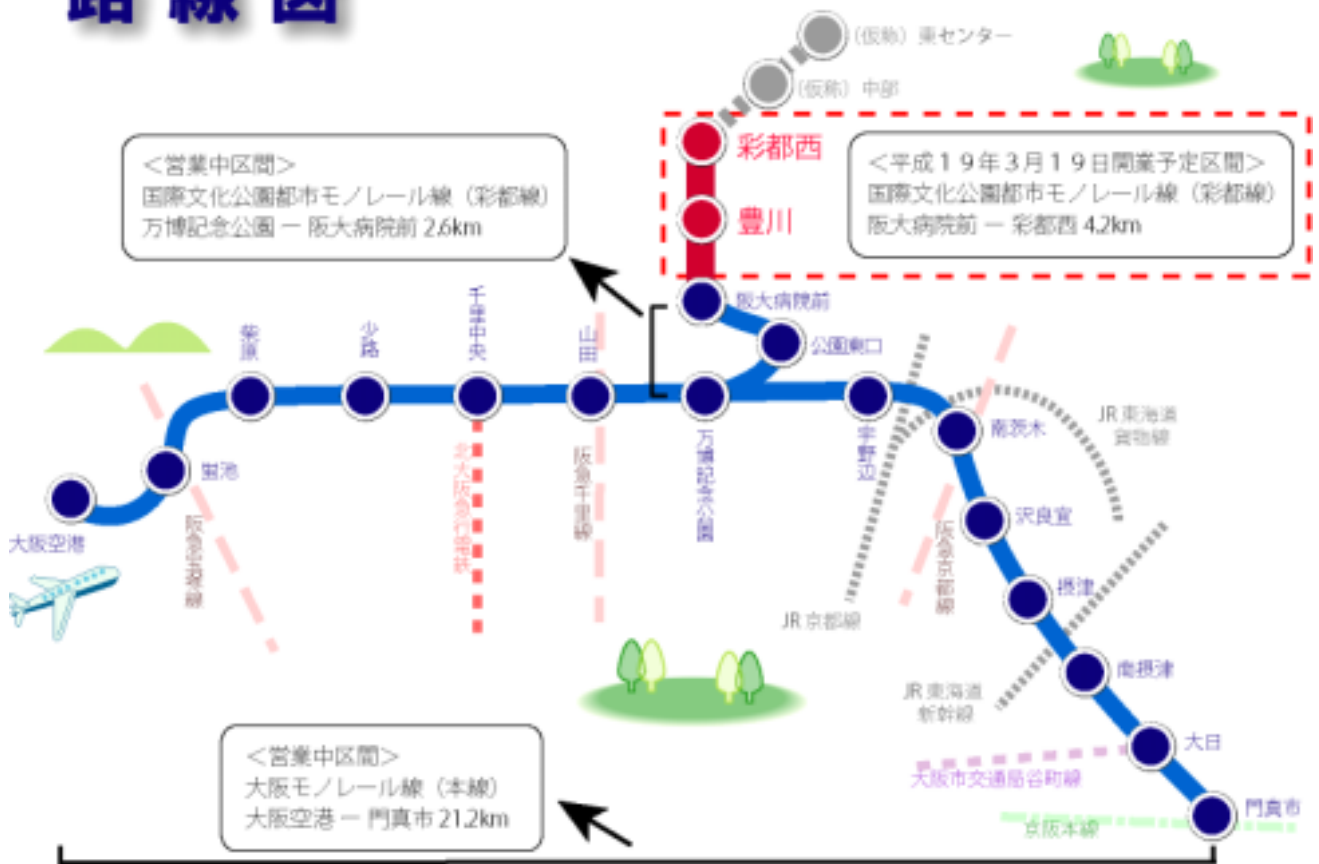 路線図
(仮称) 東センター
(仮称) 中部
彩都西
豊川
<営業中区間>
国際文化公園都市モノレール線（彩都線）
万博記念公園 ー 阪大病院前 2.6km
<平成１９年３月１９日開業予定区間>
国際文化公園都市モノレール線（彩都線）
阪大病院前 ー 彩都西 4.2km
阪大病院前
公園東口
柴原
少路
千里中央
山田
万博記念公園
宇野辺
南茨木
JR東海道
貨物線
蛍池
大阪空港
阪急宝塚線
北大阪急行電鉄
阪急千里線
JR京都線
阪急京都線
沢良宜
摂津
南摂津
JR東海道
新幹線
大日
大阪市交通局谷町線
門真市
京阪本線
<営業中区間>
大阪モノレール線（本線）
大阪空港 ー 門真市 21.2km